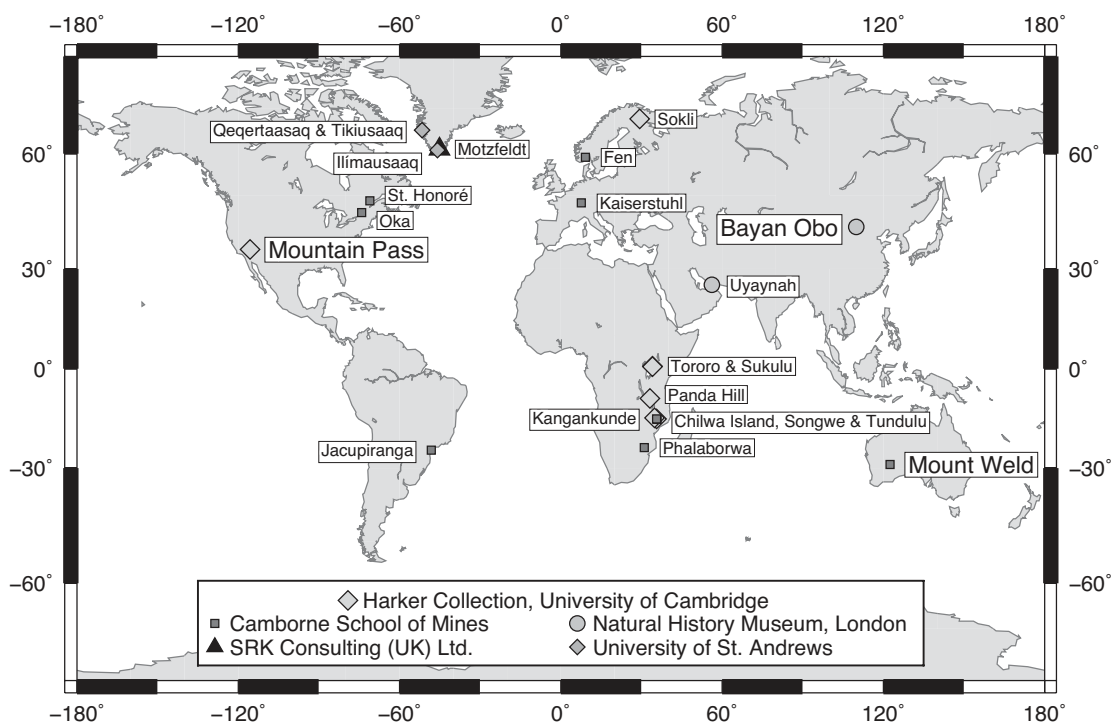 −180˚ −120˚ −60˚ 0˚ 60˚ 120˚ 180˚
Sokli
Qeqertaasaq & Tikiusaaq
Motzfeldt
60˚ 60˚
Fen
Ilímausaaq
St. Honoré
Kaiserstuhl
Oka
Bayan Obo
Mountain Pass
30˚ 30˚
Uyaynah
0˚ 0˚
Tororo & Sukulu
Panda Hill
Kangankunde
Chilwa Island, Songwe & Tundulu
Jacupiranga
Phalaborwa
Mount Weld
−30˚ −30˚
−60˚ −60˚
Harker Collection, University of Cambridge
Camborne School of Mines
Natural History Museum, London
SRK Consulting (UK) Ltd.
University of St. Andrews
−180˚ −120˚ −60˚ 0˚ 60˚ 120˚ 180˚